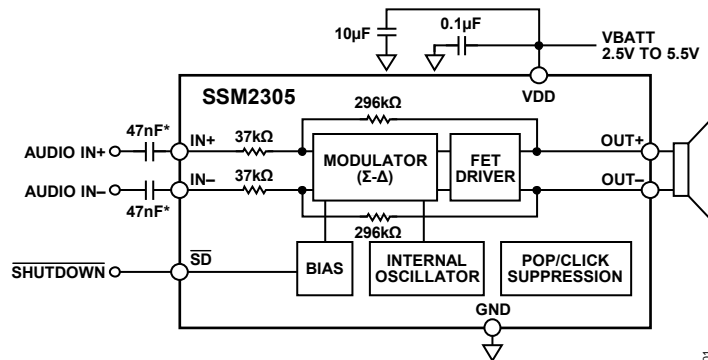 10µF
0.1µF
VBATT
2.5V TO 5.5V
SSM2305
VDD
296kΩ
47nF*
IN+
37kΩ
AUDIO IN+
MODULATOR
(Σ-Δ)
FET
DRIVER
OUT+
AUDIO IN–
IN–
37kΩ
OUT–
47nF*
296kΩ
SHUTDOWN
SD
BIAS
INTERNAL
OSCILLATOR
POP/CLICK
SUPPRESSION
GND